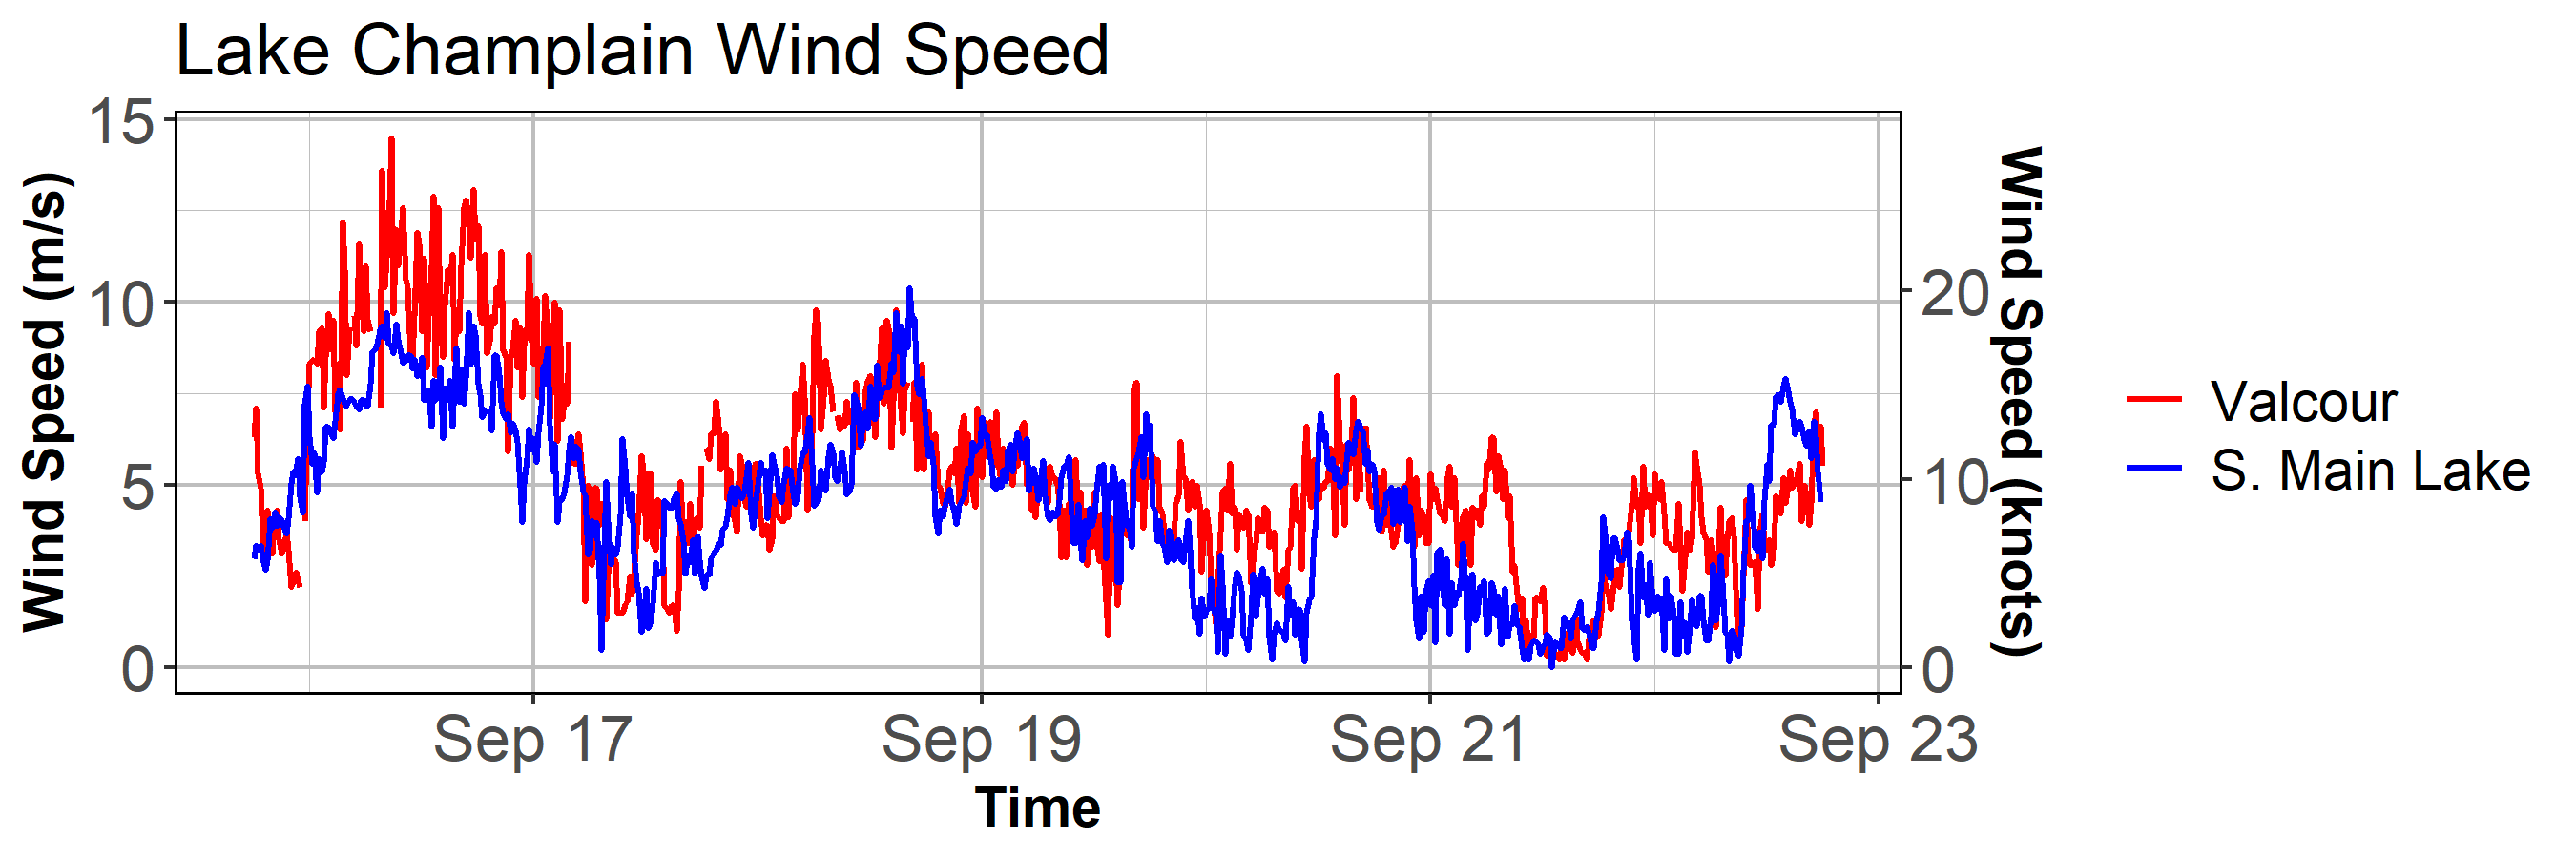 Lake Champlain Wind Speed
Wind Speed (m/s)
15
10
5
0
Wind Speed (knots)
20
10
0
Sep 17
Sep 19
Sep 21
Sep 23
Time
Valcour
S. Main Lake